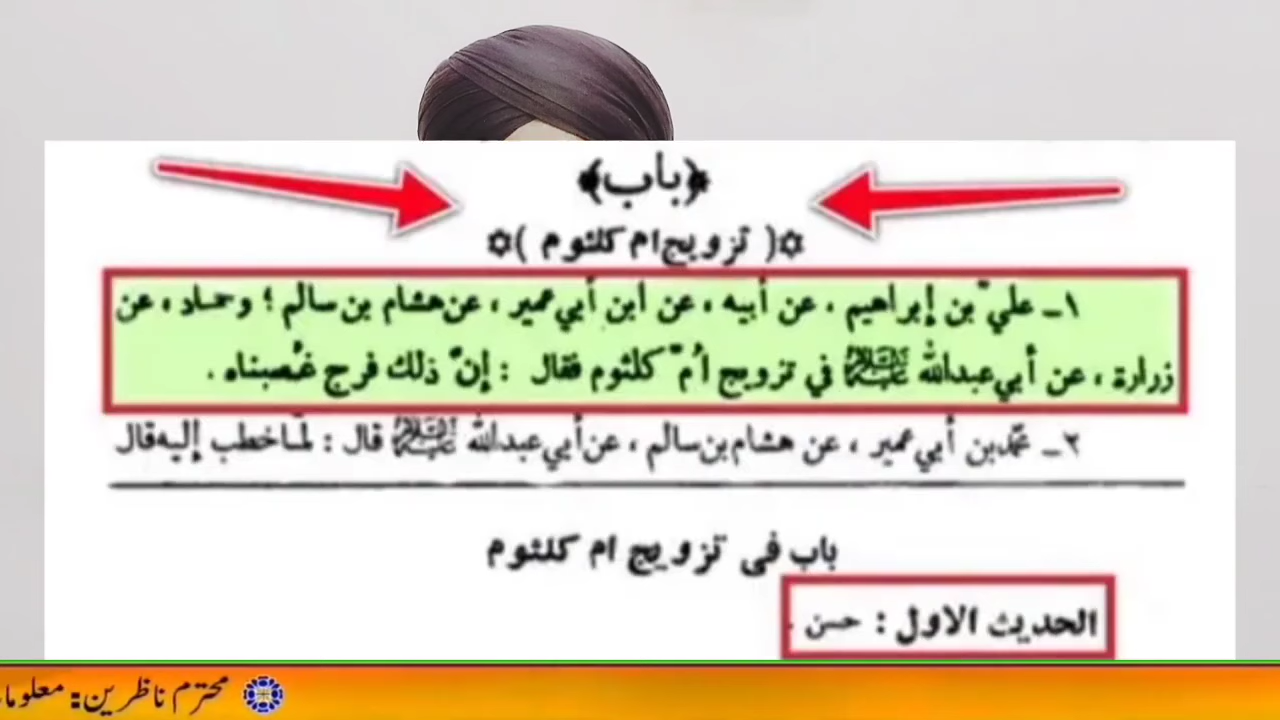 ﴿باب﴾
✡( تزويج ام كلثوم )✡
١ـ عليّ بن إبراهيم ، عن أبيه ، عن ابن أبي عمير ، عن هشام بن سالم ؛ وحماد ، عن
زرارة ، عن أبي عبدالله عليه السلام في تزويج اُمّ كلثوم فقال : إنّ ذلك فرج غُصبناه .
٢ـ محمّد بن أبي عمير ، عن هشام بن سالم ، عن أبي عبدالله عليه السلام قال : لمّا خطب إليه قال
باب في تزويج ام كلثوم
الحديث الاول : حسن .
محترم ناظرین: معلوما